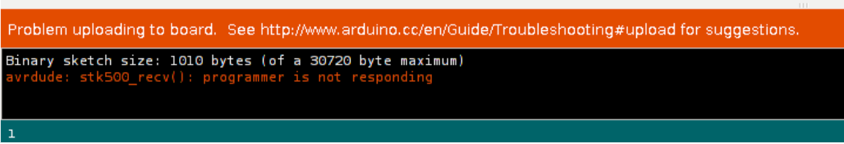 Problem uploading to board.  See http://www.arduino.cc/en/Guide/Troubleshooting#upload for suggestions.
Binary sketch size: 1010 bytes (of a 30720 byte maximum)
avrdude: stk500_recv(): programmer is not responding
1